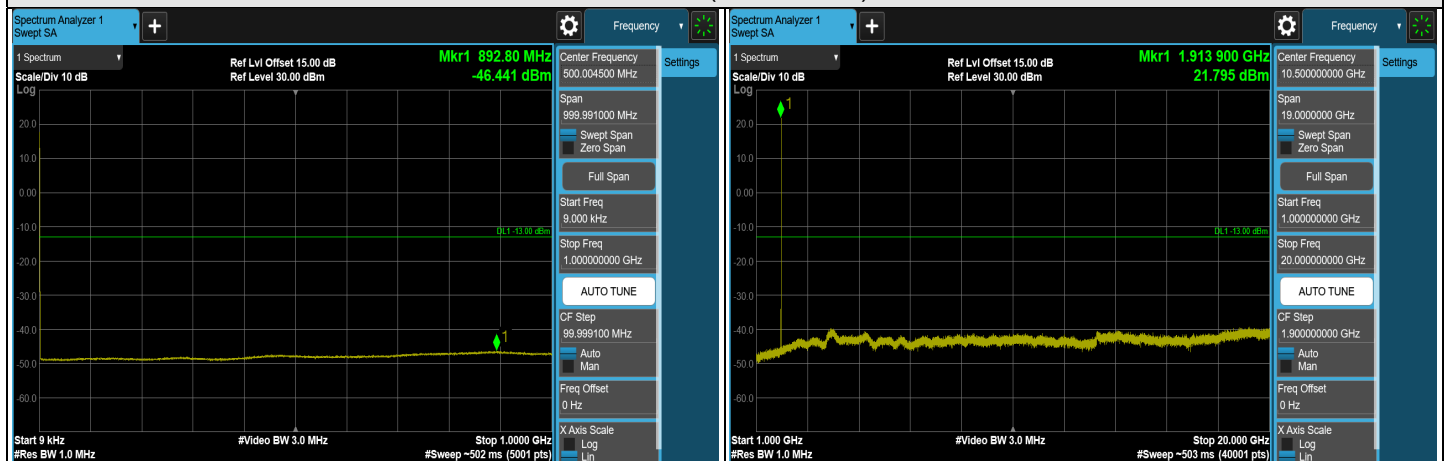 Spectrum Analyzer 1
Swept SA
+
Frequency
1 Spectrum
Scale/Div 10 dB
Log
Ref Lvl Offset 15.00 dB
Ref Level 30.00 dBm
Mkr1 892.80 MHz
-46.441 dBm
20.0
10.0
0.00
-10.0
-20.0
-30.0
-40.0
-50.0
-60.0
DL1 -13.00 dBm
1
Start 9 kHz
#Res BW 1.0 MHz
#Video BW 3.0 MHz
Stop 1.0000 GHz
#Sweep ~502 ms (5001 pts)
Center Frequency
500.004500 MHz
Span
999.991000 MHz
Swept Span
Zero Span
Full Span
Start Freq
9.000 kHz
Stop Freq
1.000000000 GHz
AUTO TUNE
CF Step
99.999100 MHz
Auto
Man
Freq Offset
0 Hz
X Axis Scale
Log
Lin
Settings
Spectrum Analyzer 1
Swept SA
+
Frequency
1 Spectrum
Scale/Div 10 dB
Log
Ref Lvl Offset 15.00 dB
Ref Level 30.00 dBm
Mkr1 1.913 900 GHz
21.795 dBm
1
20.0
10.0
0.00
-10.0
-20.0
-30.0
-40.0
-50.0
-60.0
DL1 -13.00 dBm
Start 1.000 GHz
#Res BW 1.0 MHz
#Video BW 3.0 MHz
Stop 20.000 GHz
#Sweep ~503 ms (40001 pts)
Center Frequency
10.500000000 GHz
Span
19.0000000 GHz
Swept Span
Zero Span
Full Span
Start Freq
1.000000000 GHz
Stop Freq
20.000000000 GHz
AUTO TUNE
CF Step
1.900000000 GHz
Auto
Man
Freq Offset
0 Hz
X Axis Scale
Log
Lin
Settings